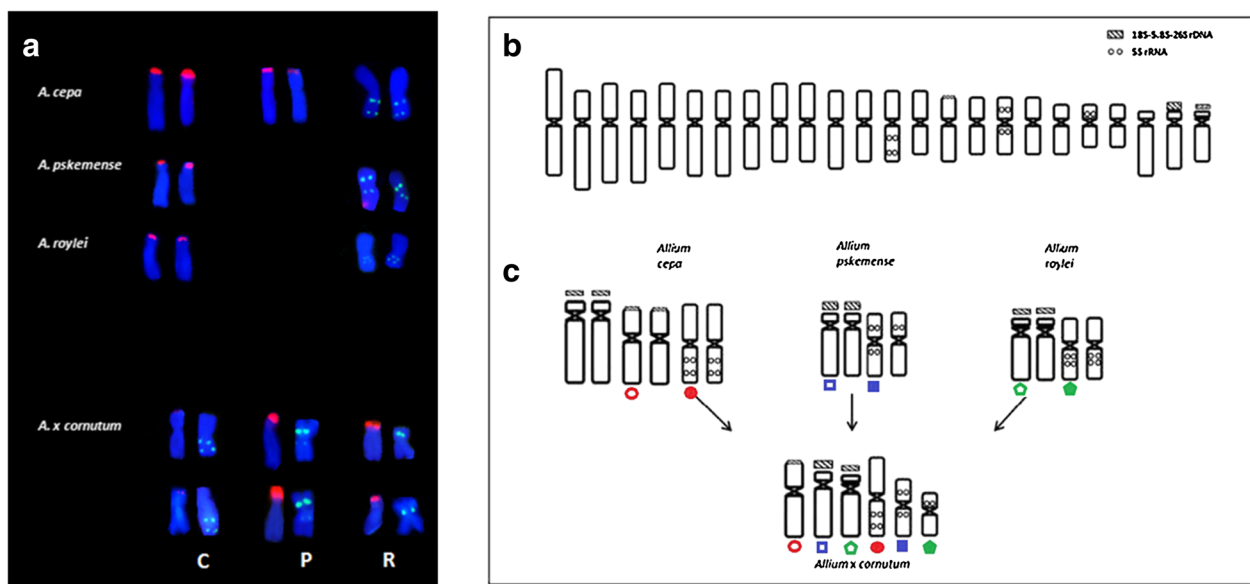 a
A. cepa
A. pskemense
A. roylei
A. x cornutum
C P R
b
18S-5.8S-26S rDNA
5S rRNA
c
Allium
cepa
Allium
pskemense
Allium
roylei
Allium x cornutum